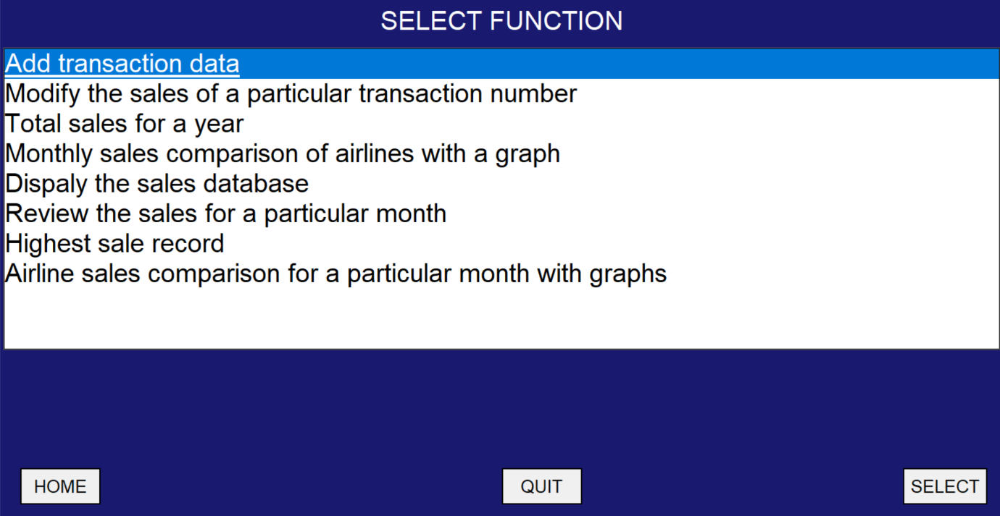 SELECT FUNCTION
Add transaction data
Modify the sales of a particular transaction number
Total sales for a year
Monthly sales comparison of airlines with a graph
Dispaly the sales database
Review the sales for a particular month
Highest sale record
Airline sales comparison for a particular month with graphs
HOME
QUIT
SELECT